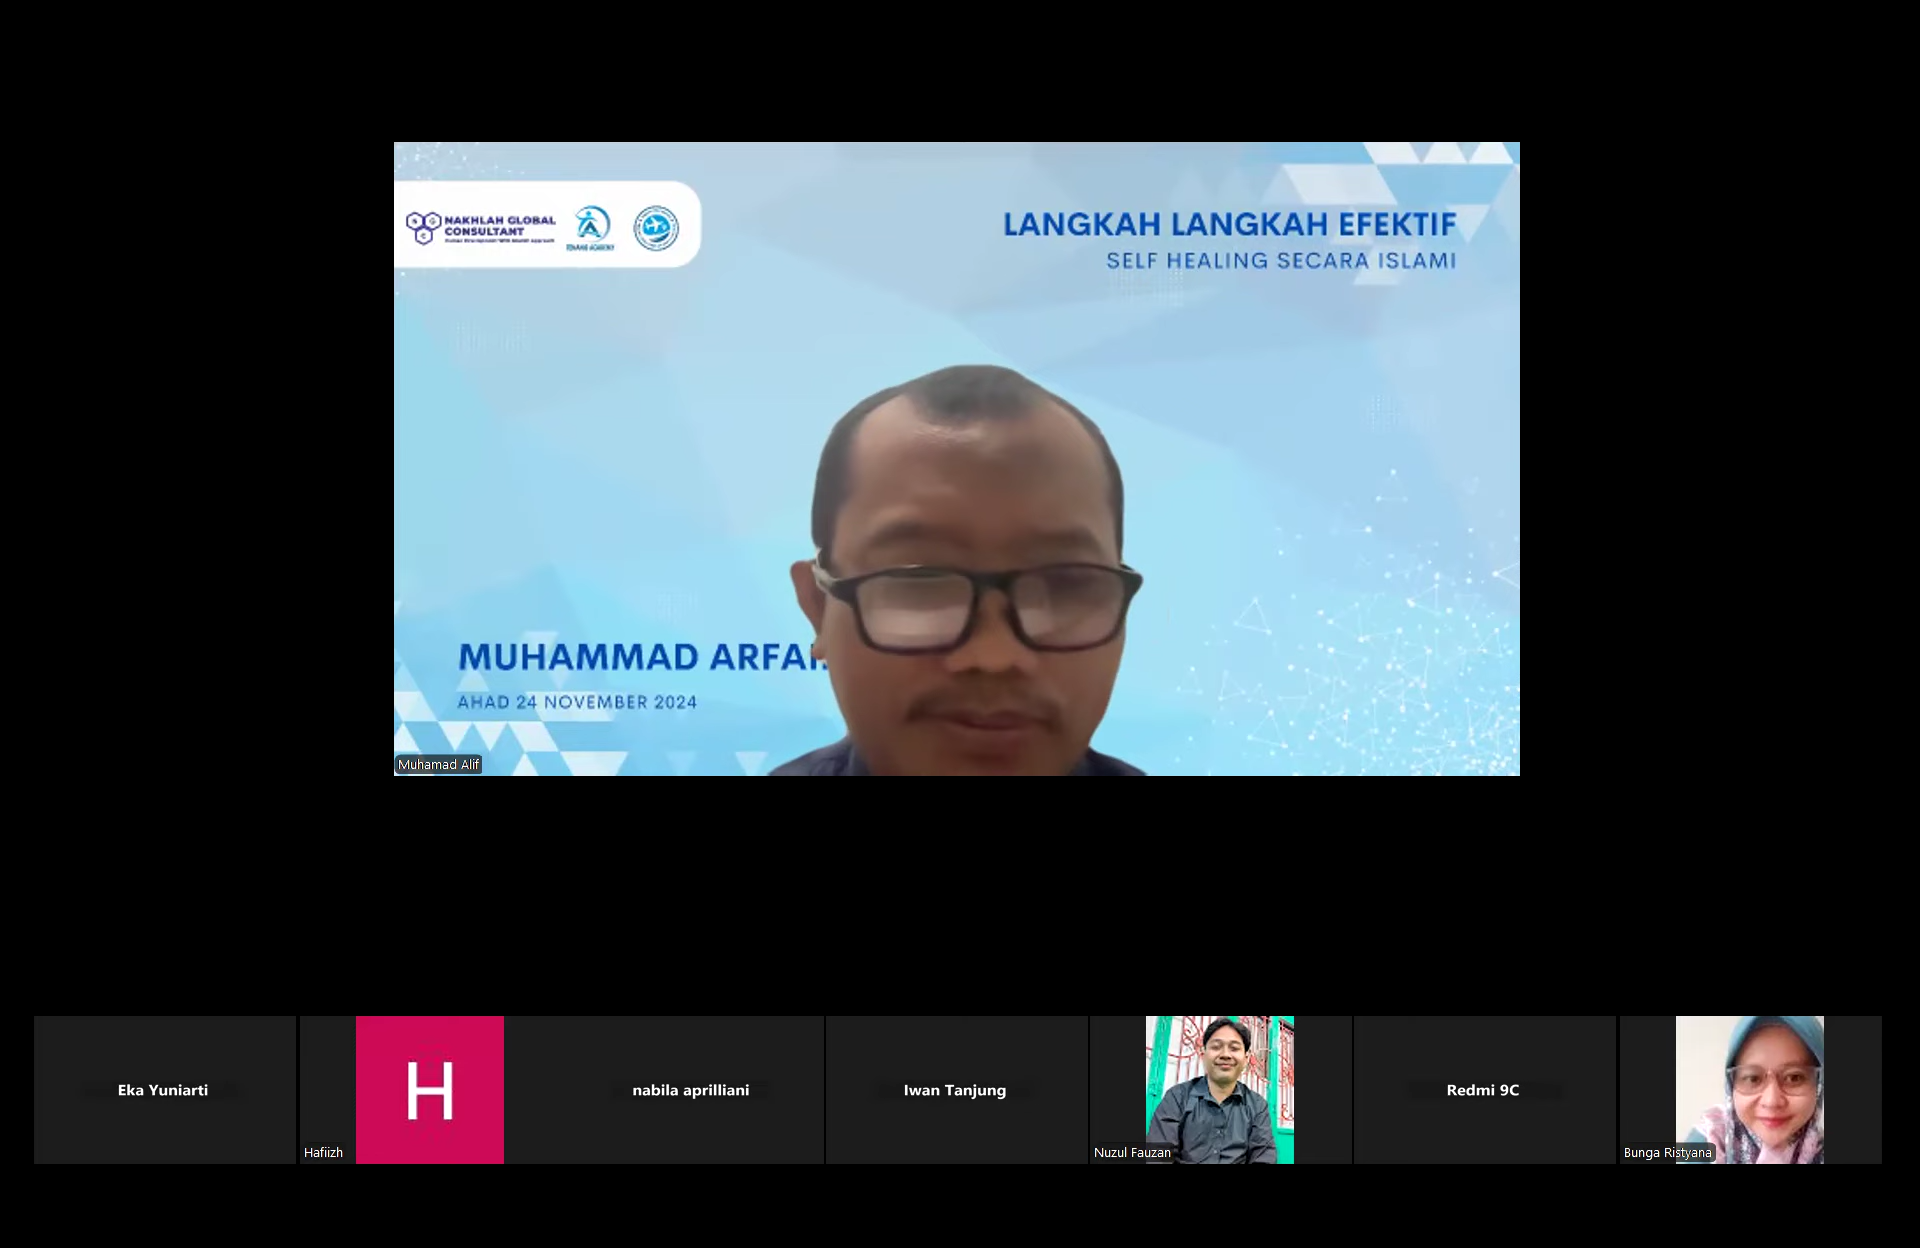 NAKHLAH GLOBAL
CONSULTANT
LANGKAH LANGKAH EFEKTIF
SELF HEALING SECARA ISLAMI
MUHAMMAD
AHAD 24 NOVEMBER 2024
Muhamad Alif
Eka Yuniarti
H
Hafiizh
nabila aprilliani
Iwan Tanjung
Nuzul Fauzan
Redmi 9C
Bunga Ristyana